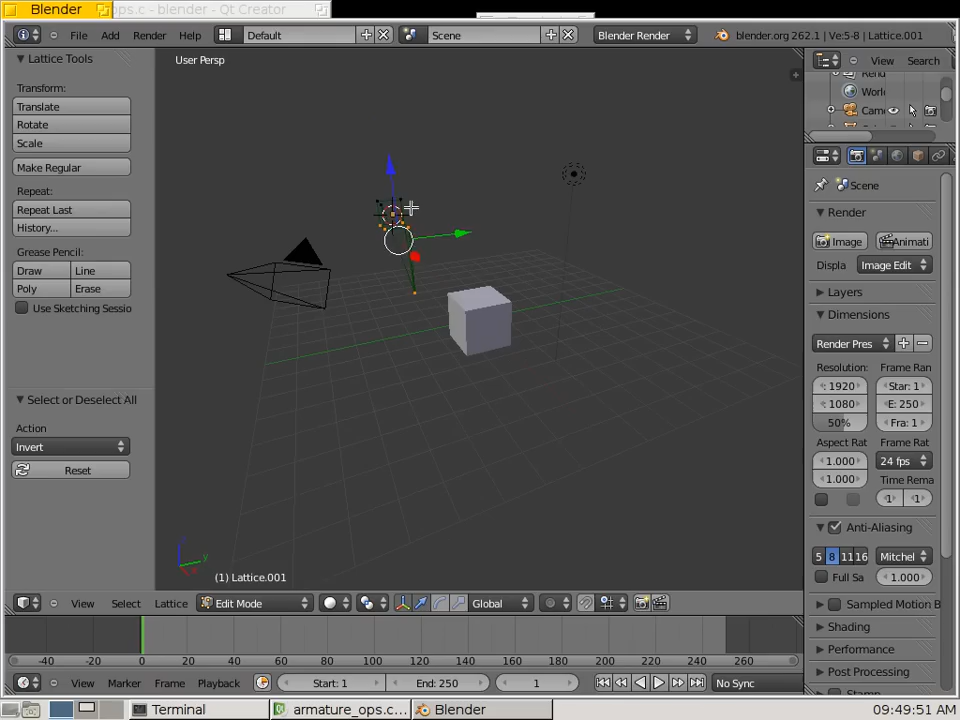 Blender ops.c - blender - Qt Creator
File Add Render Help Default Scene Blender Render blender.org 262.1 | Ve:5-8 | Lattice.001
Lattice Tools
Transform:
Translate
Rotate
Scale
Make Regular
Repeat:
Repeat Last
History...
Grease Pencil:
Draw Line
Poly Erase
Use Sketching Sessio
Select or Deselect All
Action
Invert
Reset
User Persp
(1) Lattice.001
View Search
Worl
Came
Scene
Render
Image Animati
Displa Image Edit
Layers
Dimensions
Render Pres
Resolution: Frame Ran
1920 Star: 1
1080 E: 250
50% Fra: 1
Aspect Rat Frame Rat
1.000 24 fps
1.000 Time Rema
1 1
Anti-Aliasing
5 8 11 16 Mitchel
Full Sa 1.000
Sampled Motion B
Shading
Performance
Post Processing
Stamp
View Select Lattice Edit Mode Global
-40 -20 0 20 40 60 80 100 120 140 160 180 200 220 240 260
View Marker Frame Playback Start: 1 End: 250 1 No Sync
Terminal armature_ops.c... Blender 09:49:51 AM